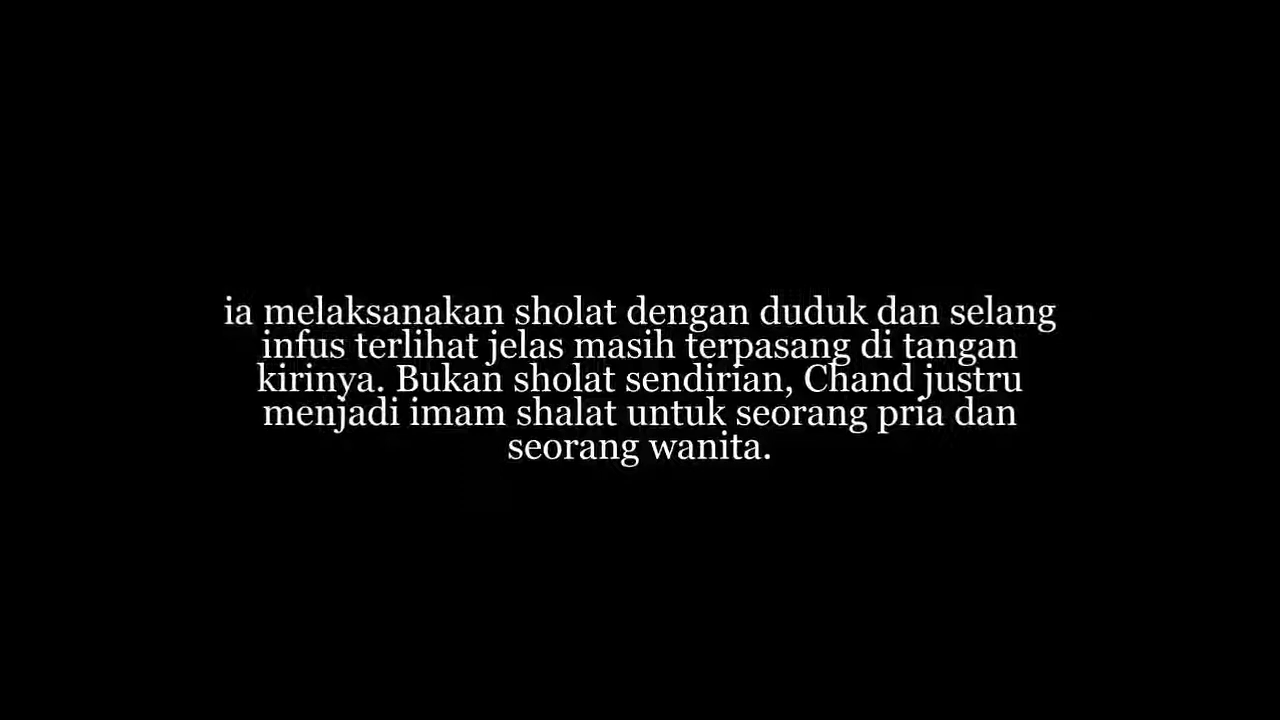 ia melaksanakan sholat dengan duduk dan selang
infus terlihat jelas masih terpasang di tangan
kirinya. Bukan sholat sendirian, Chand justru
menjadi imam shalat untuk seorang pria dan
seorang wanita.